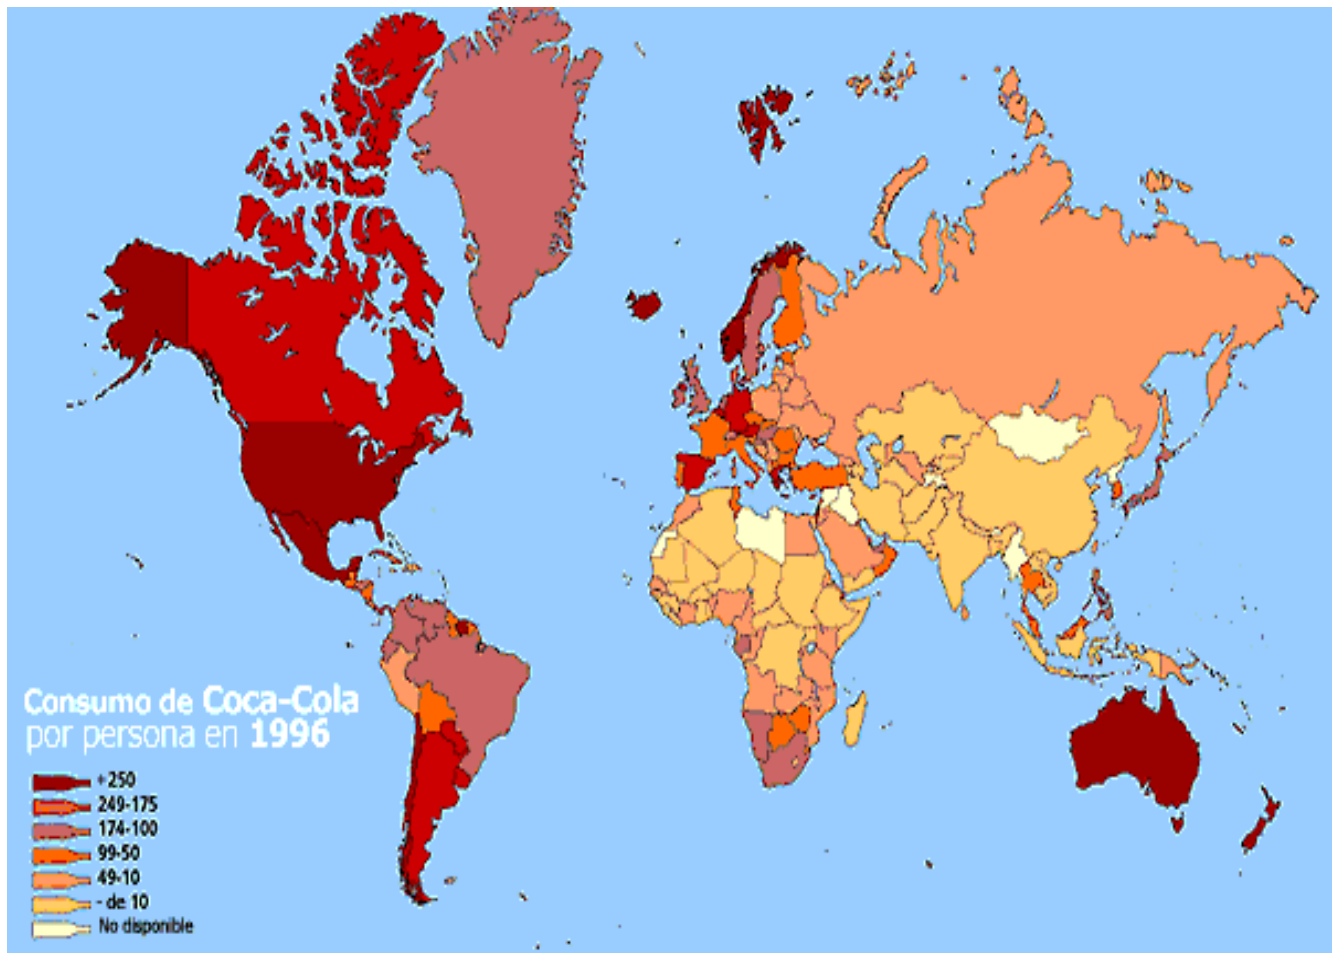 Consumo de Coca-Cola
por persona en 1996
+250
249-175
174-100
99-50
49-10
- de 10
No disponible